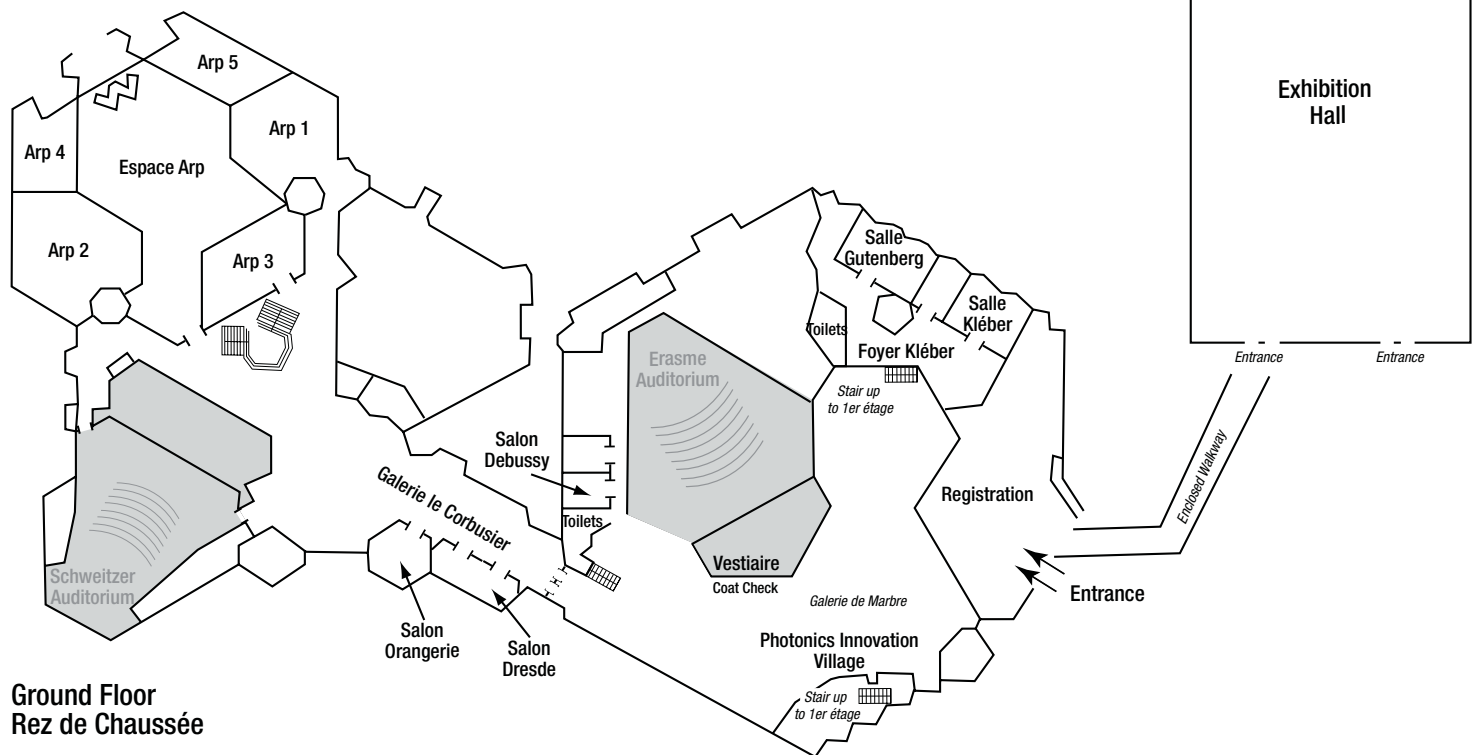 Arp 5
Arp 1
Arp 4
Espace Arp
Arp 2
Arp 3
Exhibition
Hall
Entrance
Entrance
Salle
Gutenberg
Salle
Kléber
Toilets
Foyer Kléber
Erasme
Auditorium
Stair up
to 1er étage
Salon
Debussy
Galerie le Corbusier
Toilets
Registration
Enclosed Walkway
Vestiaire
Coat Check
Schweitzer
Auditorium
Galerie de Marbre
Entrance
Salon
Orangerie
Salon
Dresde
Photonics Innovation
Village
Stair up
to 1er étage
Ground Floor
Rez de Chaussée